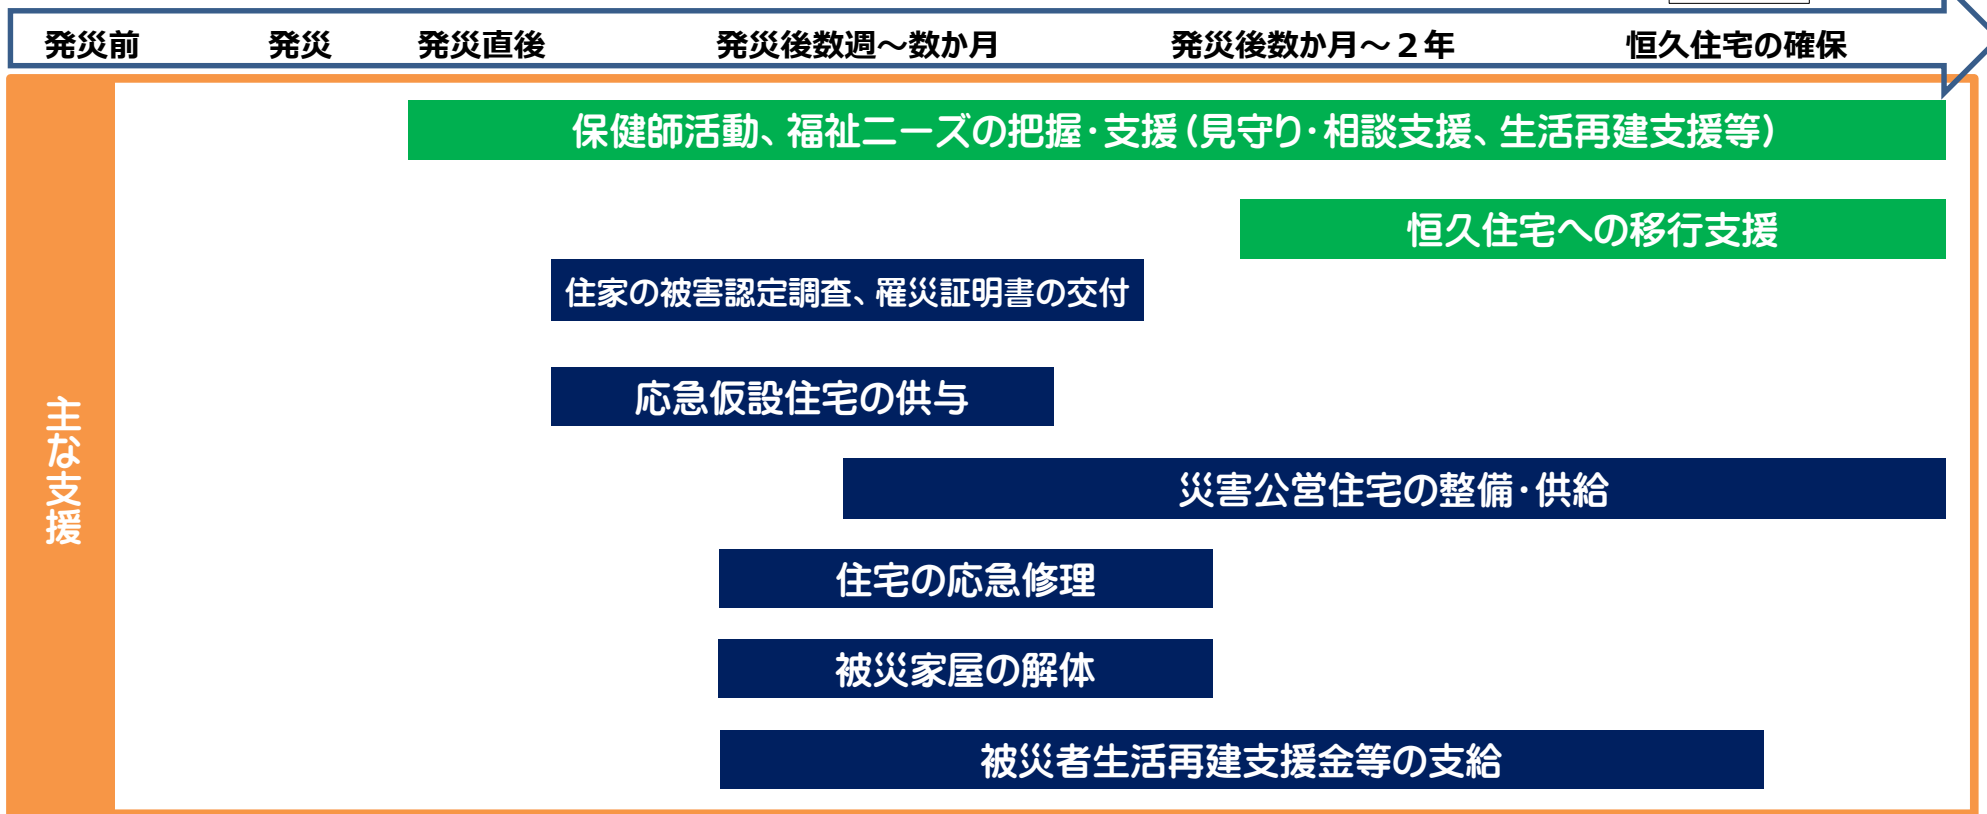 発災前 発災 発災直後 発災後数週～数か月 発災後数か月～２年 恒久住宅の確保
主な支援
保健師活動、福祉ニーズの把握・支援（見守り・相談支援、生活再建支援等）
恒久住宅への移行支援
住家の被害認定調査、罹災証明書の交付
応急仮設住宅の供与
災害公営住宅の整備・供給
住宅の応急修理
被災家屋の解体
被災者生活再建支援金等の支給